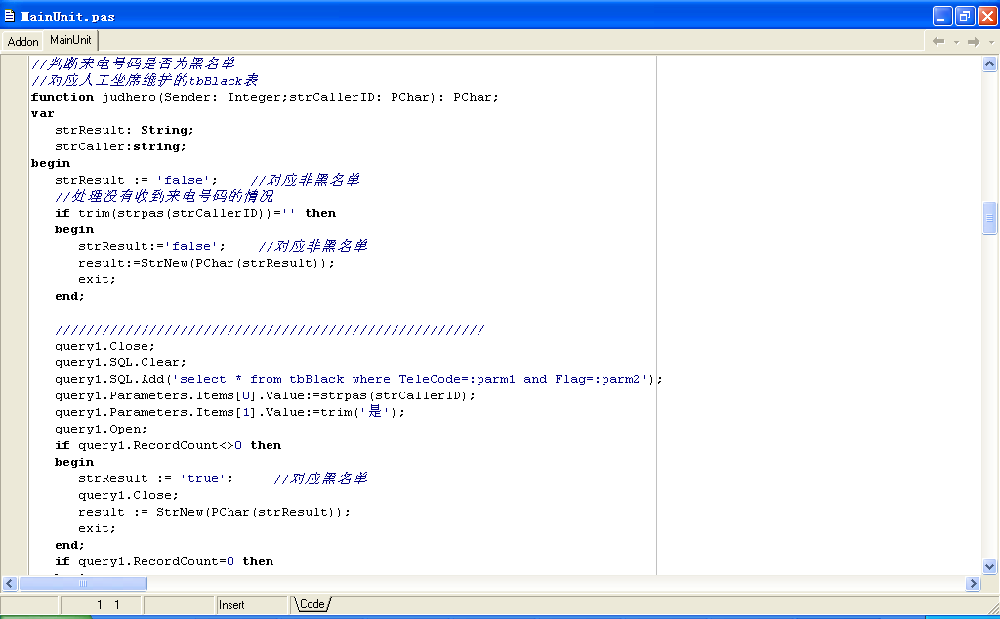 MainUnit.pas
Addon MainUnit
//判断来电号码是否为黑名单
//对应人工坐席维护的tbBlack表
function judhero(Sender: Integer;strCallerID: PChar): PChar;
var
strResult: String;
strCaller:string;
begin
strResult := 'false'; //对应非黑名单
//处理没有收到来电号码的情况
if trim(strpas(strCallerID))='' then
begin
strResult:='false'; //对应非黑名单
result:=StrNew(PChar(strResult));
exit;
end;
///////////////////////////////////////////////////////
query1.Close;
query1.SQL.Clear;
query1.SQL.Add('select * from tbBlack where TeleCode=:parm1 and Flag=:parm2');
query1.Parameters.Items[0].Value:=strpas(strCallerID);
query1.Parameters.Items[1].Value:=trim('是');
query1.Open;
if query1.RecordCount<>0 then
begin
strResult := 'true'; //对应黑名单
query1.Close;
result := StrNew(PChar(strResult));
exit;
end;
if query1.RecordCount=0 then
1: 1 Insert Code